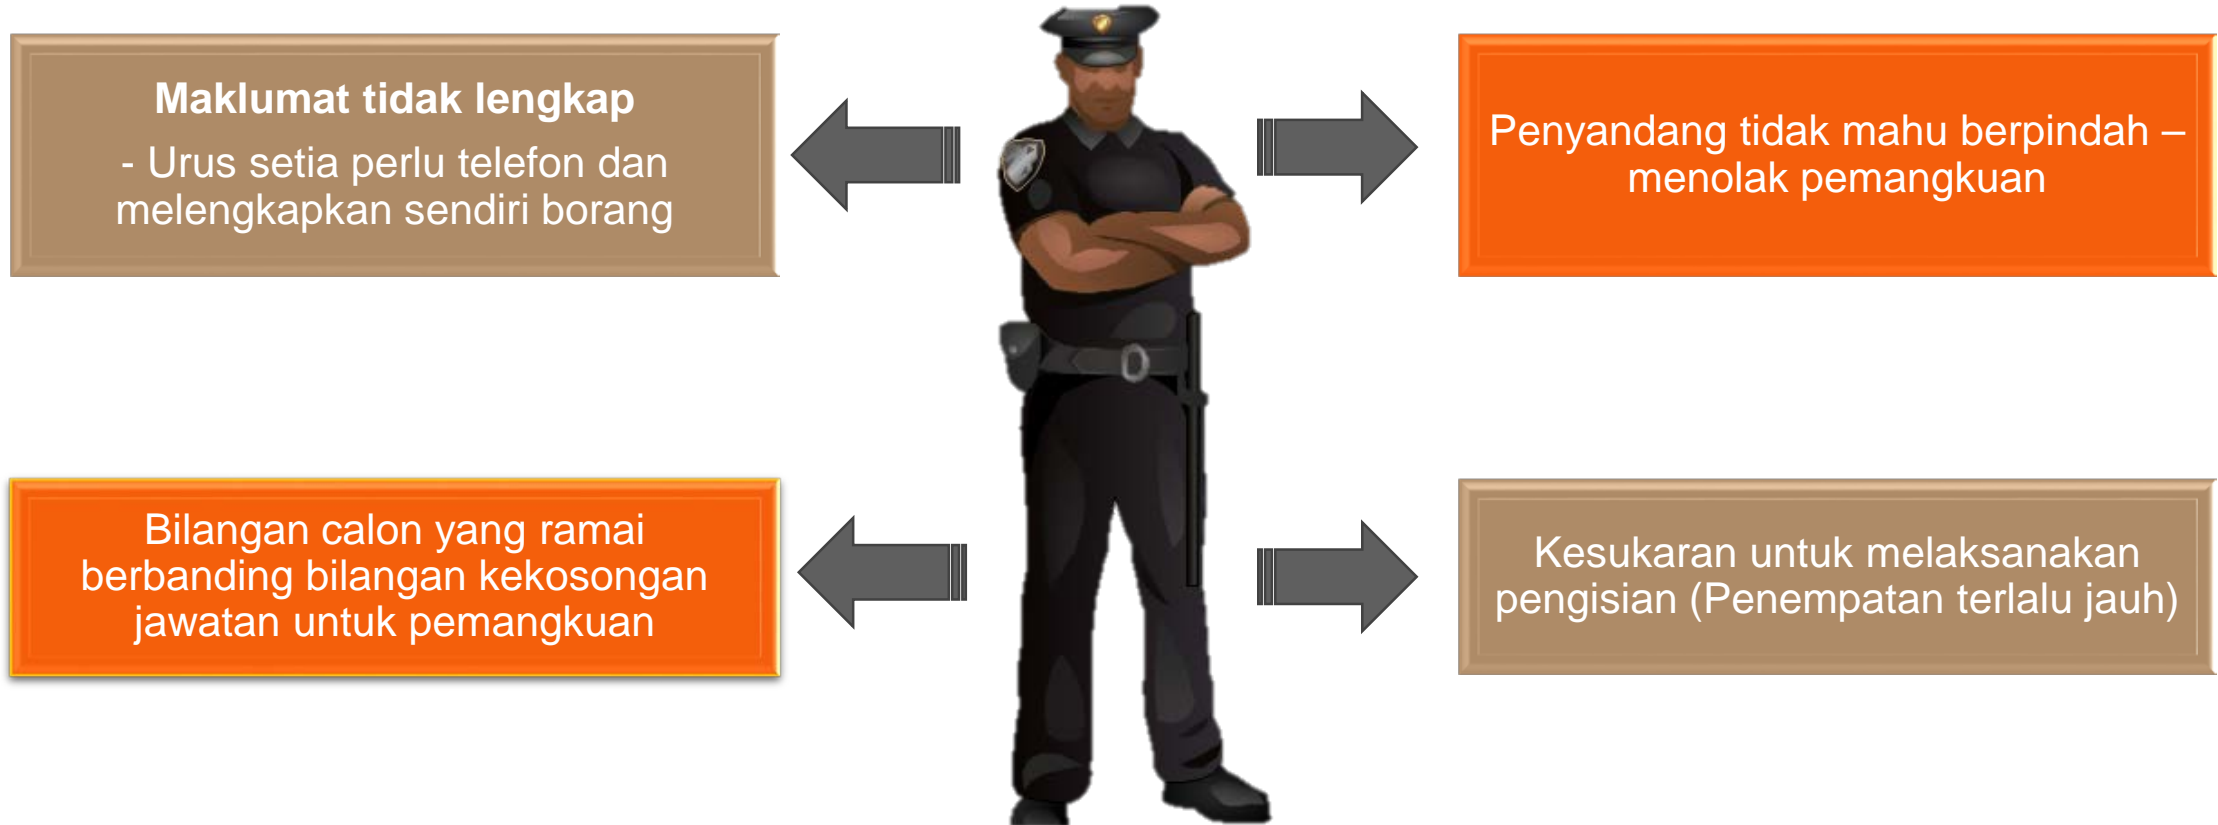 Maklumat tidak lengkap
- Urus setia perlu telefon dan
melengkapkan sendiri borang
Penyandang tidak mahu berpindah –
menolak pemangkuan
Bilangan calon yang ramai
berbanding bilangan kekosongan
jawatan untuk pemangkuan
Kesukaran untuk melaksanakan
pengisian (Penempatan terlalu jauh)